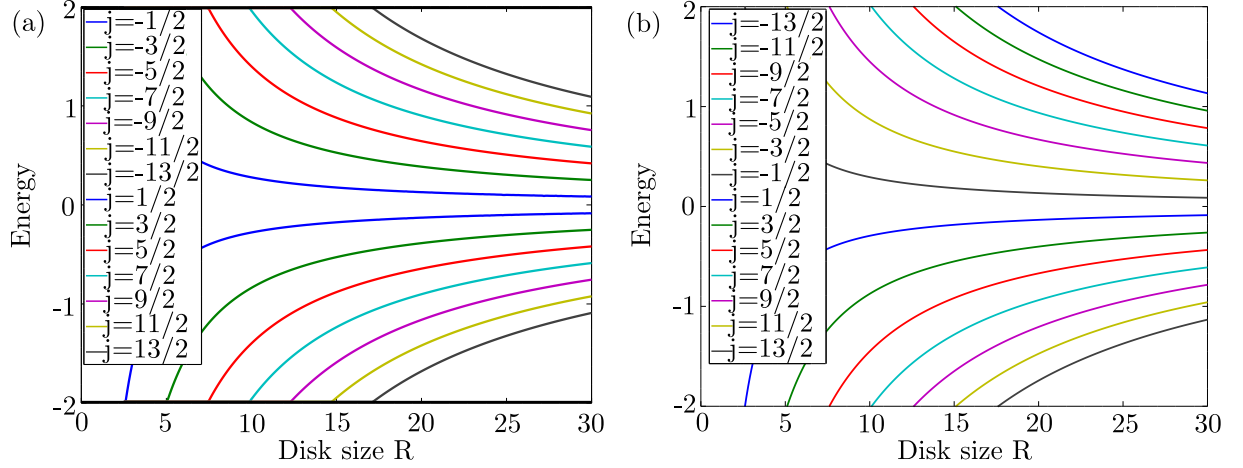 (a)
2
1
0
-1
-2
Energy
j=-1/2
j=-3/2
j=-5/2
j=-7/2
j=-9/2
j=-11/2
j=-13/2
j=1/2
j=3/2
j=5/2
j=7/2
j=9/2
j=11/2
j=13/2
0 5 10 15 20 25 30
Disk size R
(b)
2
1
0
-1
-2
Energy
j=-13/2
j=-11/2
j=-9/2
j=-7/2
j=-5/2
j=-3/2
j=-1/2
j=1/2
j=3/2
j=5/2
j=7/2
j=9/2
j=11/2
j=13/2
0 5 10 15 20 25 30
Disk size R